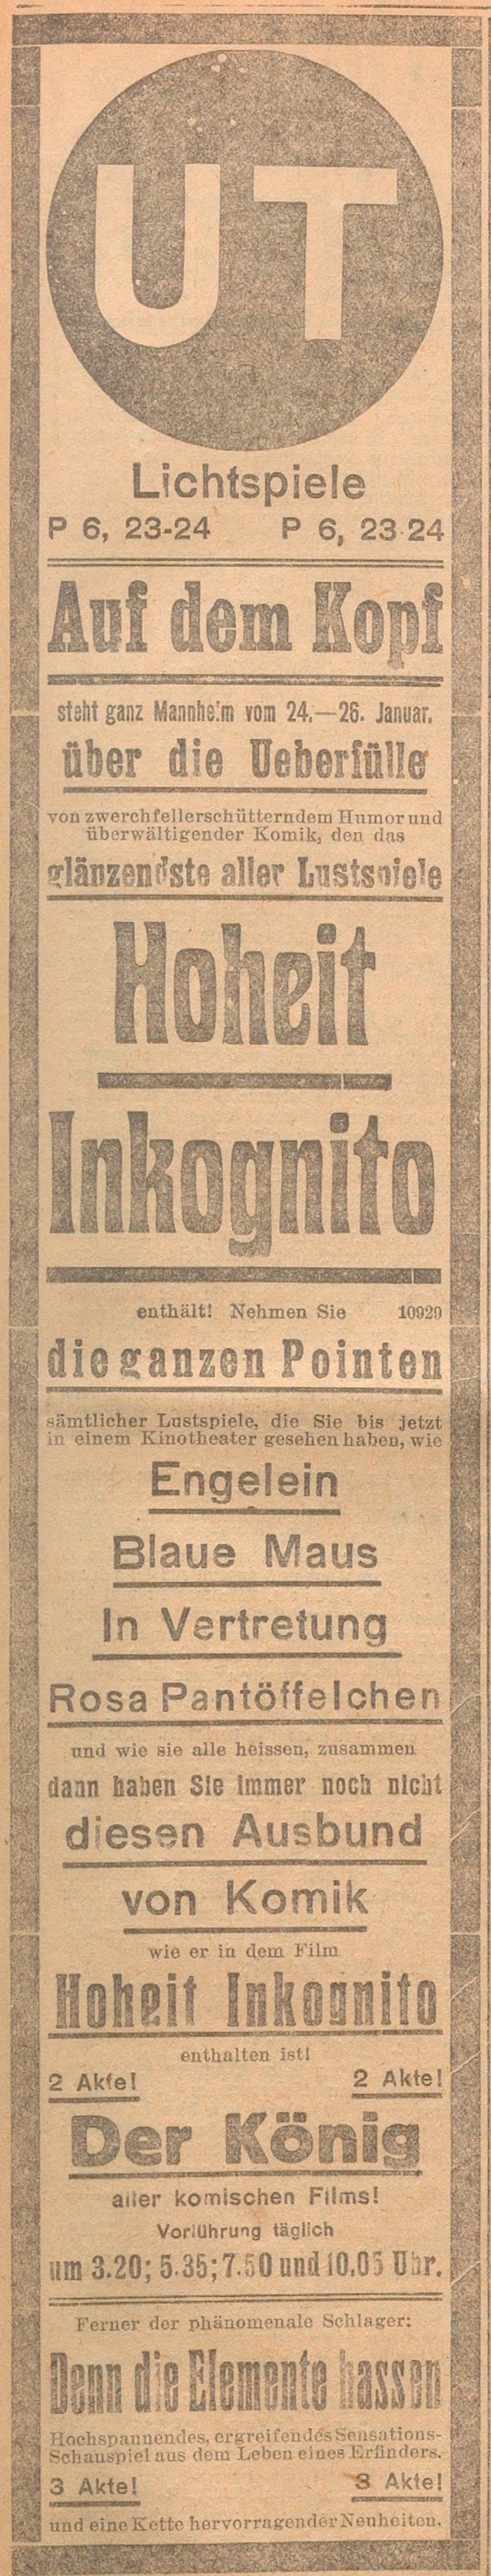 UT
Lichtspiele
P 6, 23-24 P 6, 23-24
Auf dem Kopf
steht ganz Mannheim vom 24.—26. Januar.
über die Ueberfülle
von zwerchfellerschütterndem Humor und
überwältigender Komik, den das
glänzendste aller Lustspiele
Hoheit
Inkognito
enthält! Nehmen Sie 10929
die ganzen Pointen
sämtlicher Lustspiele, die Sie bis jetzt
in einem Kinotheater gesehen haben, wie
Engelein
Blaue Maus
In Vertretung
Rosa Pantöffelchen
und wie sie alle heissen, zusammen
dann haben Sie immer noch nicht
diesen Ausbund
von Komik
wie er in dem Film
Hoheit Inkognito
enthalten ist!
2 Akte! 2 Akte!
Der König
aller komischen Films!
Vorführung täglich
um 3.20; 5.35; 7.50 und 10.05 Uhr.
Ferner der phänomenale Schlager:
Denn die Elemente hassen
Hochspannendes, ergreifendes Sensations-
Schauspiel aus dem Leben eines Erfinders.
3 Akte! 3 Akte!
und eine Kette hervorragender Neuheiten.